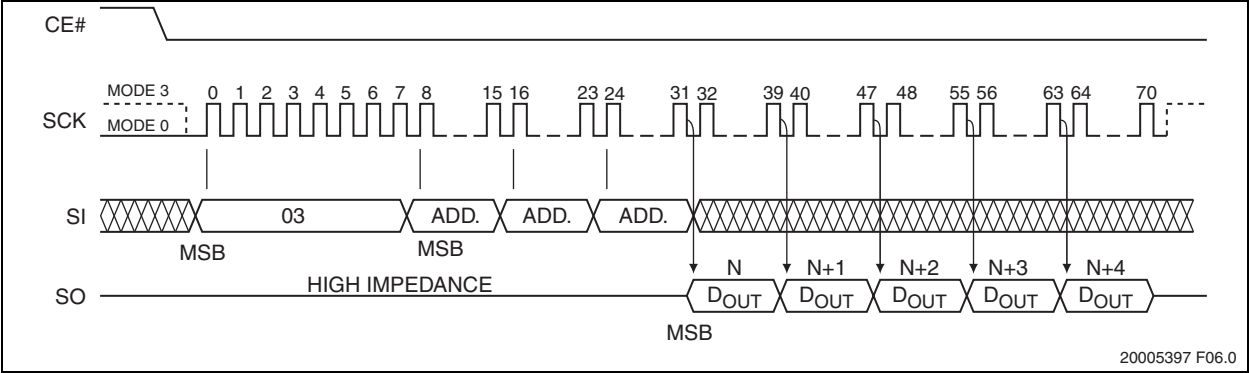 CE#
MODE 3
0 1 2 3 4 5 6 7 8 15 16 23 24 31 32 39 40 47 48 55 56 63 64 70
SCK
MODE 0
SI
03 ADD. ADD. ADD.
MSB MSB
N N+1 N+2 N+3 N+4
HIGH IMPEDANCE
SO
DOUT DOUT DOUT DOUT DOUT
MSB
20005397 F06.0